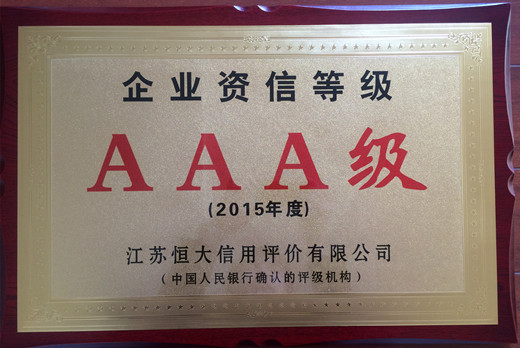 企业资信等级
AAA级
(2015年度)
江苏恒大信用评价有限公司
(中国人民银行确认的评级机构)